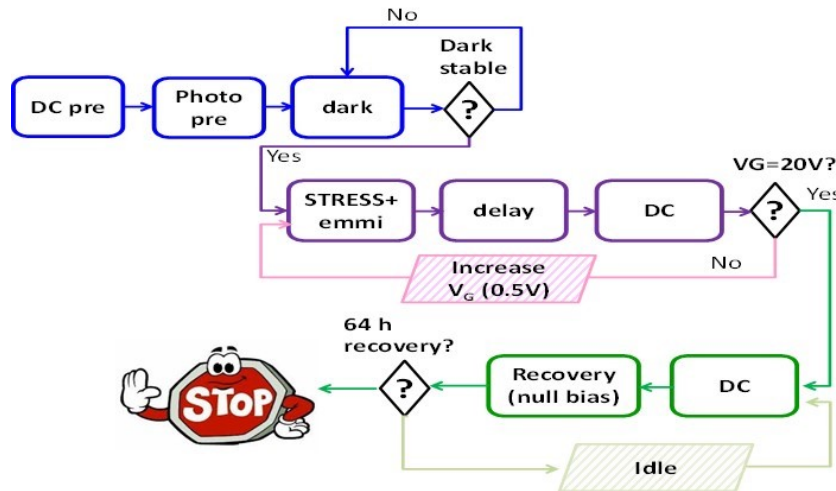 No
Dark
stable
DC pre
Photo
pre
dark
?
Yes
VG=20V?
STRESS+
emmi
delay
DC
?
Yes
No
Increase
VG (0.5V)
64 h
recovery?
STOP
?
Recovery
(null bias)
DC
Idle